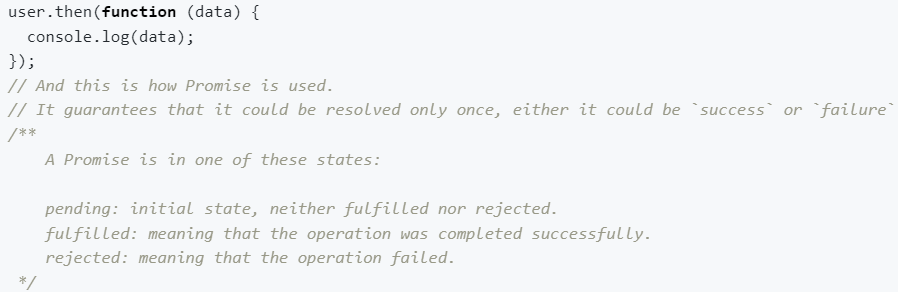 user.then(function (data) {
  console.log(data);
});
// And this is how Promise is used.
// It guarantees that it could be resolved only once, either it could be `success` or `failure`
/**
    A Promise is in one of these states:

    pending: initial state, neither fulfilled nor rejected.
    fulfilled: meaning that the operation was completed successfully.
    rejected: meaning that the operation failed.
 */